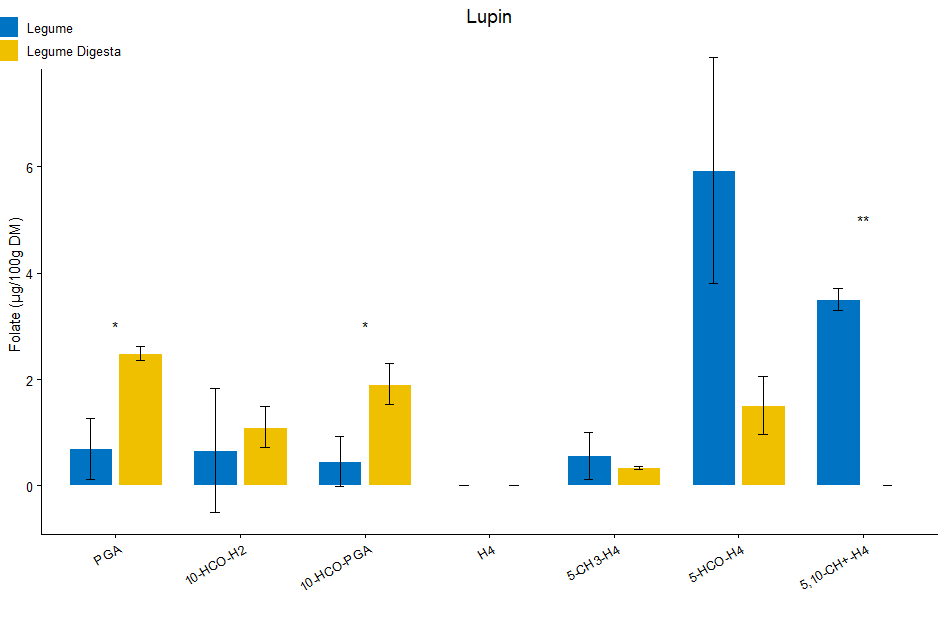 Lupin
Legume
Legume Digesta
Folate (µg/100g DM)
6
4
2
0
*
*
**
PGA
10-HCO-H2
10-HCO-PGA
H4
5-CH3-H4
5-HCO-H4
5,10-CH+-H4